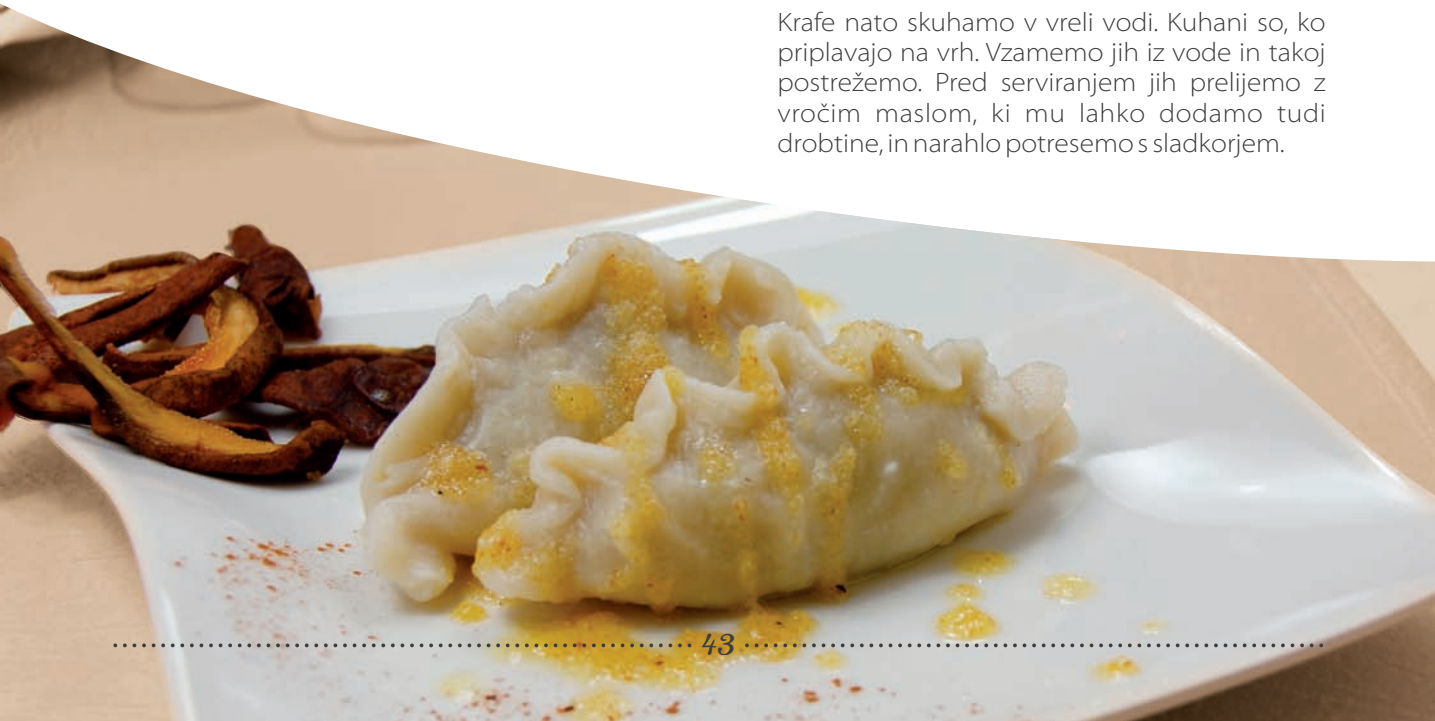 Krafe nato skuhamo v vreli vodi. Kuhani so, ko
priplavajo na vrh. Vzamemo jih iz vode in takoj
postrežemo. Pred serviranjem jih prelijemo z
vročim maslom, ki mu lahko dodamo tudi
drobtine, in narahlo potresemo s sladkorjem.
43